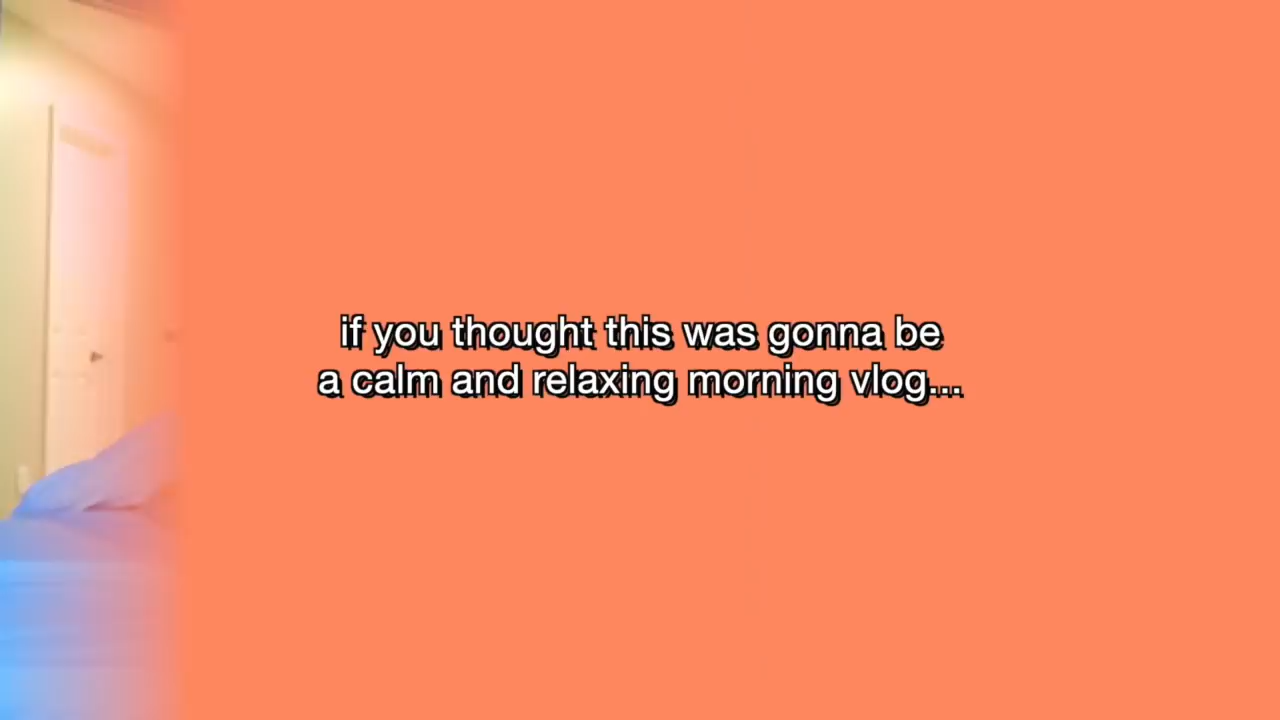 if you thought this was gonna be
a calm and relaxing morning vlog...